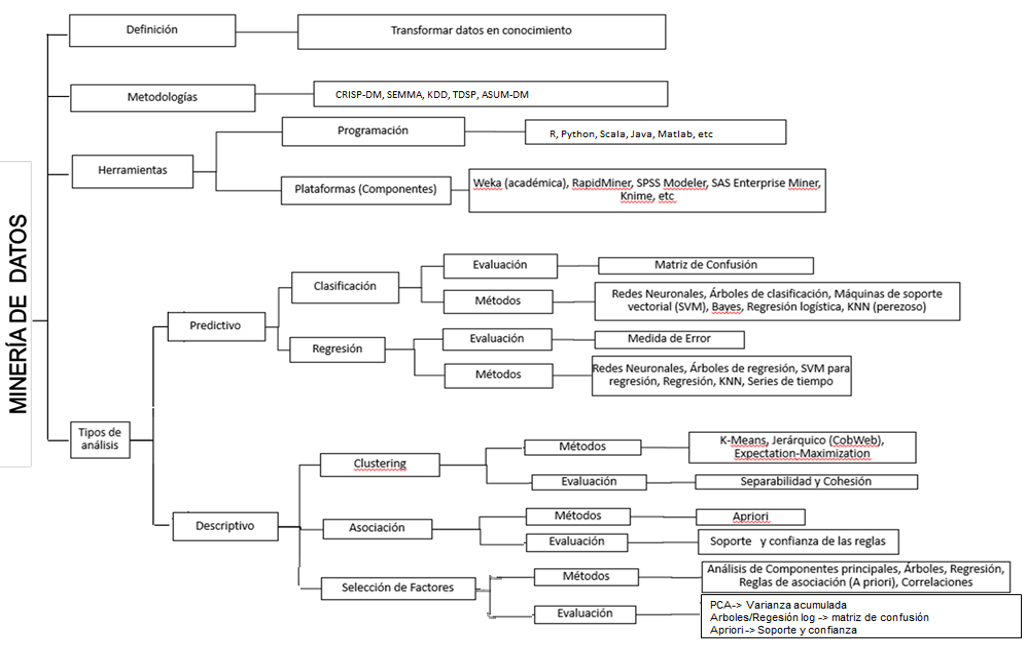 MINERÍA DE DATOS
Definición
Transformar datos en conocimiento
Metodologías
CRISP-DM, SEMMA, KDD, TDSP, ASUM-DM
Herramientas
Programación
R, Python, Scala, Java, Matlab, etc
Plataformas (Componentes)
Weka (académica), RapidMiner, SPSS Modeler, SAS Enterprise Miner,
Knime, etc
Tipos de
análisis
Predictivo
Clasificación
Evaluación
Matriz de Confusión
Métodos
Redes Neuronales, Árboles de clasificación, Máquinas de soporte
vectorial (SVM), Bayes, Regresión logística, KNN (perezoso)
Regresión
Evaluación
Medida de Error
Métodos
Redes Neuronales, Árboles de regresión, SVM para
regresión, Regresión, KNN, Series de tiempo
Descriptivo
Clustering
Métodos
K-Means, Jerárquico (CobWeb),
Expectation-Maximization
Evaluación
Separabilidad y Cohesión
Asociación
Métodos
Apriori
Evaluación
Soporte y confianza de las reglas
Selección de Factores
Métodos
Análisis de Componentes principales, Árboles, Regresión,
Reglas de asociación (A priori), Correlaciones
Evaluación
PCA-> Varianza acumulada
Arboles/Regesión log -> matriz de confusión
Apriori-> Soporte y confianza